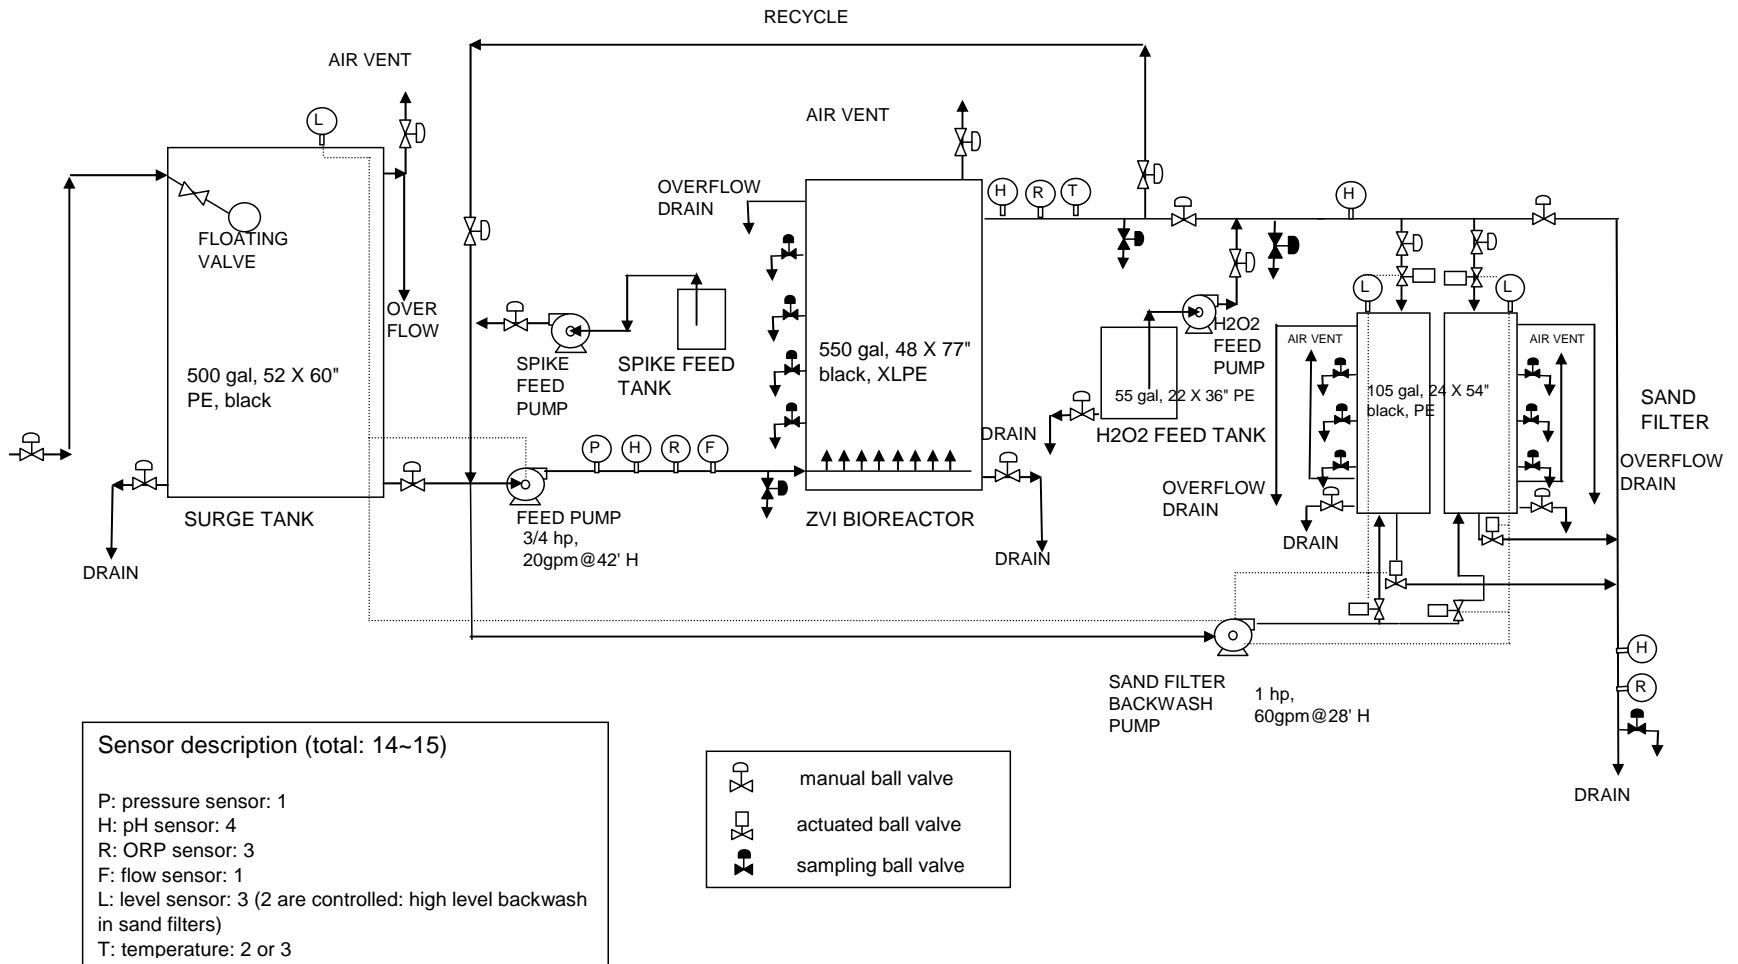 RECYCLE
AIR VENT
L
AIR VENT
OVERFLOW
DRAIN
H
R
T
H
FLOATING
VALVE
OVER
FLOW
L
L
H2O2
FEED
PUMP
AIR VENT
AIR VENT
500 gal, 52 X 60"
PE, black
SPIKE
FEED
PUMP
SPIKE FEED
TANK
550 gal, 48 X 77"
black, XLPE
55 gal, 22 X 36" PE
105 gal, 24 X 54"
black, PE
SAND
FILTER
P
H
R
F
DRAIN
H2O2 FEED TANK
OVERFLOW
DRAIN
OVERFLOW
DRAIN
SURGE TANK
FEED PUMP
3/4 hp,
20gpm@42' H
ZVI BIOREACTOR
DRAIN
DRAIN
DRAIN
SAND FILTER
BACKWASH
PUMP
1 hp,
60gpm@28' H
H
R
DRAIN
Sensor description (total: 14~15)
P: pressure sensor: 1
H: pH sensor: 4
R: ORP sensor: 3
F: flow sensor: 1
L: level sensor: 3 (2 are controlled: high level backwash
in sand filters)
T: temperature: 2 or 3
manual ball valve
actuated ball valve
sampling ball valve